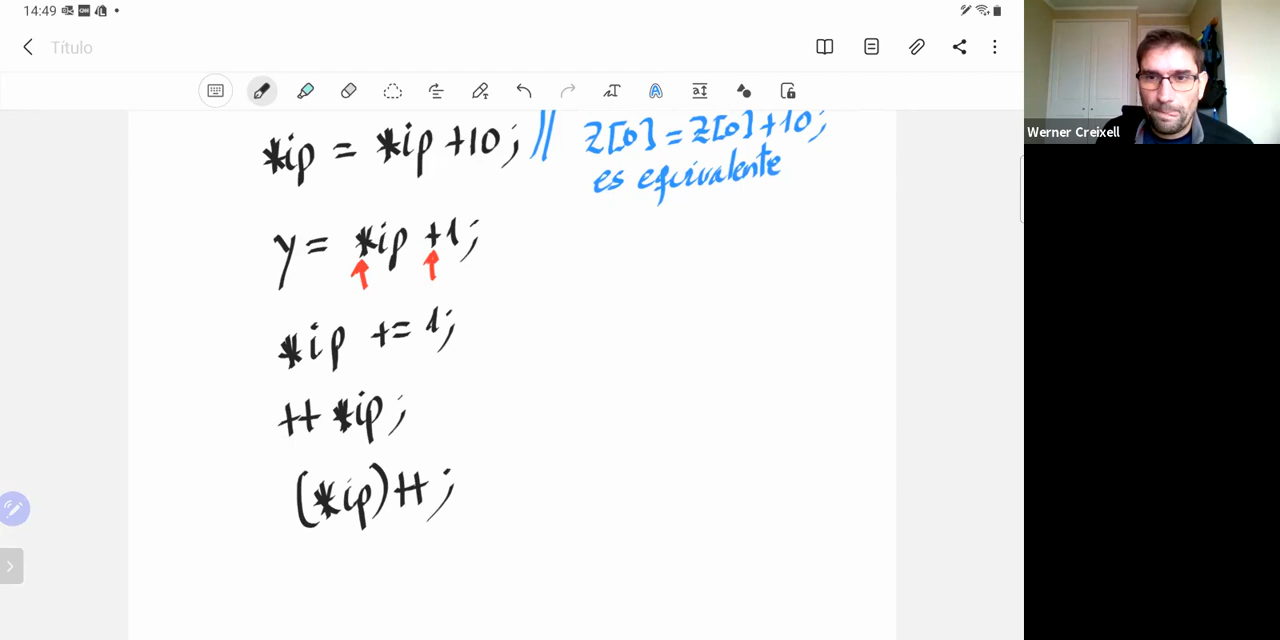 14:49
Título
Werner Creixell
*ip = *ip +10; // Z[0] = Z[0] +10;
es equivalente
y = *ip +1;
*ip += 1;
++ *ip;
(*ip)++;